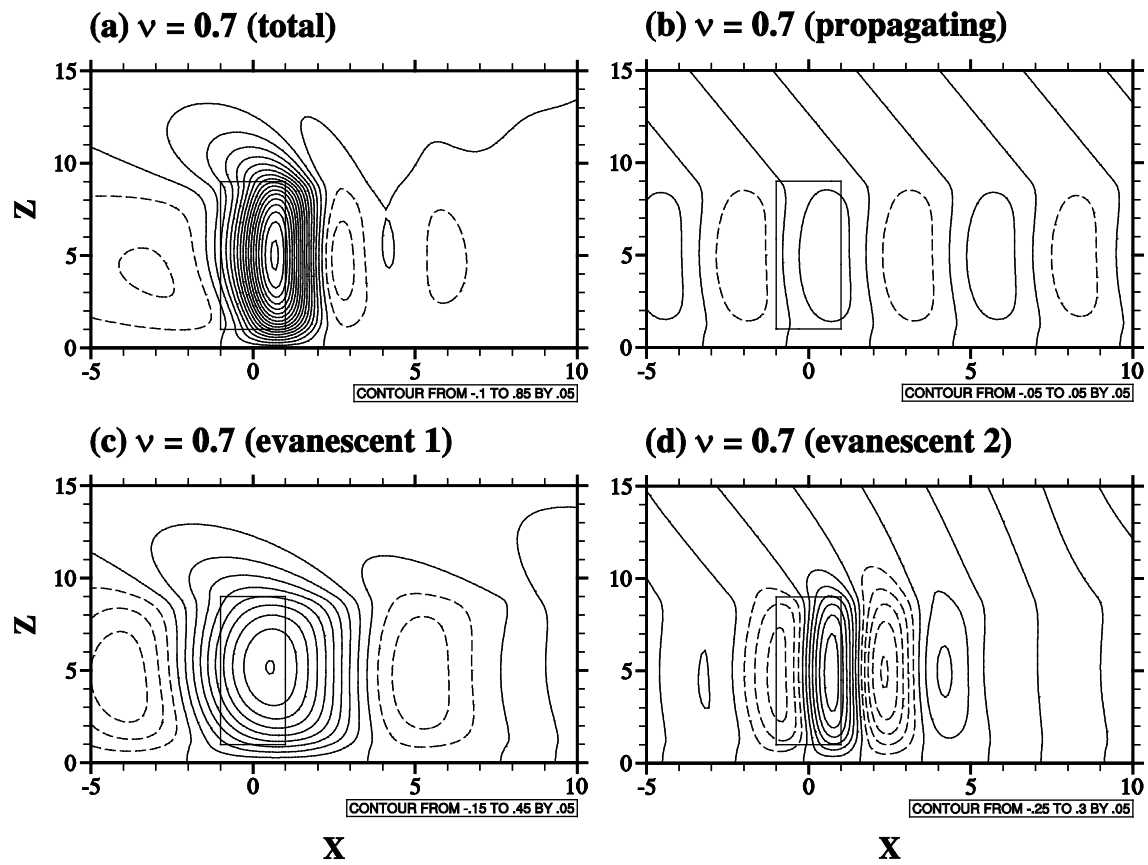 (a) ν = 0.7 (total)
(b) ν = 0.7 (propagating)
15
10
5
0
Z
-5 0 5 10
CONTOUR FROM -.1 TO .85 BY .05
15
10
5
0
-5 0 5 10
CONTOUR FROM -.05 TO .05 BY .05
(c) ν = 0.7 (evanescent 1)
(d) ν = 0.7 (evanescent 2)
15
10
5
0
Z
-5 0 5 10
CONTOUR FROM -.15 TO .45 BY .05
X
15
10
5
0
-5 0 5 10
CONTOUR FROM -.25 TO .3 BY .05
X